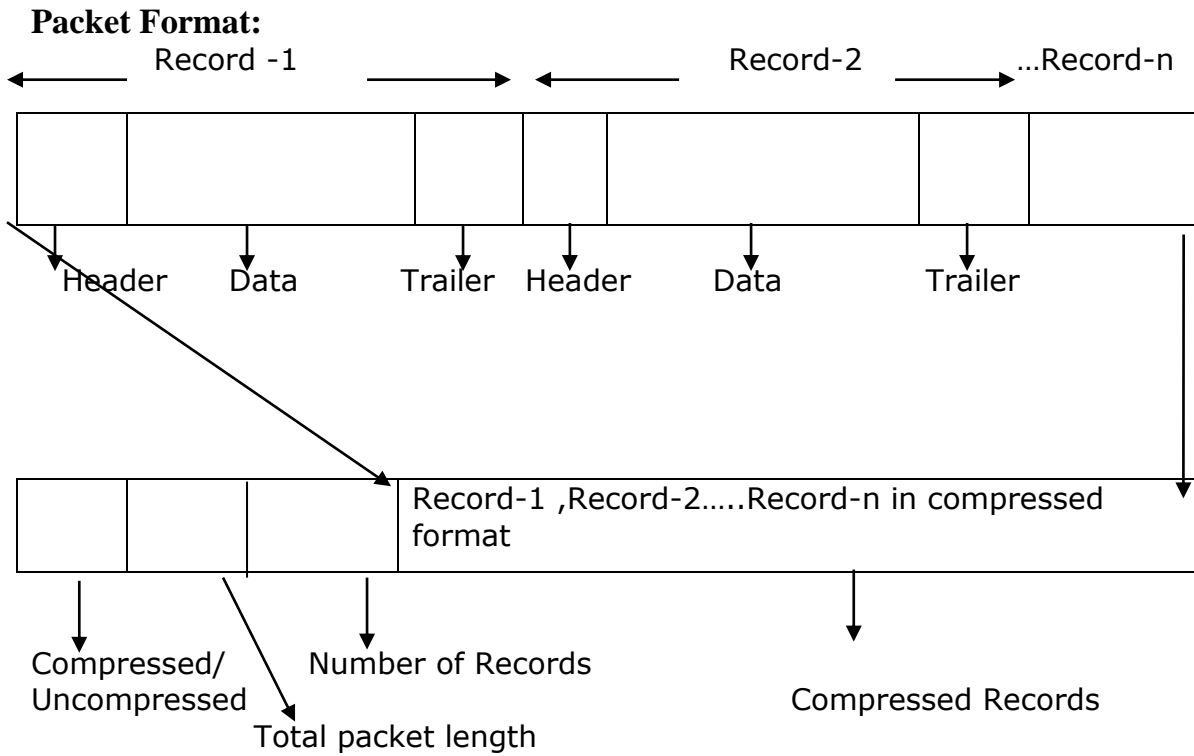 Packet Format:
Record -1 Record-2 …Record-n
Header Data Trailer Header Data Trailer
Record-1 ,Record-2…..Record-n in compressed
format
Compressed/
Uncompressed
Number of Records
Compressed Records
Total packet length